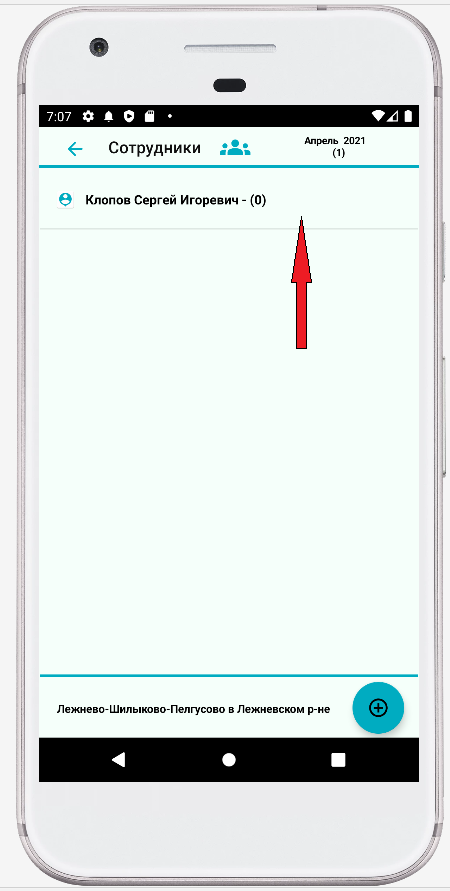 7:07
Сотрудники
Апрель 2021
(1)
Клопов Сергей Игоревич - (0)
Лежнево-Шилыково-Пелгусово в Лежневском р-не